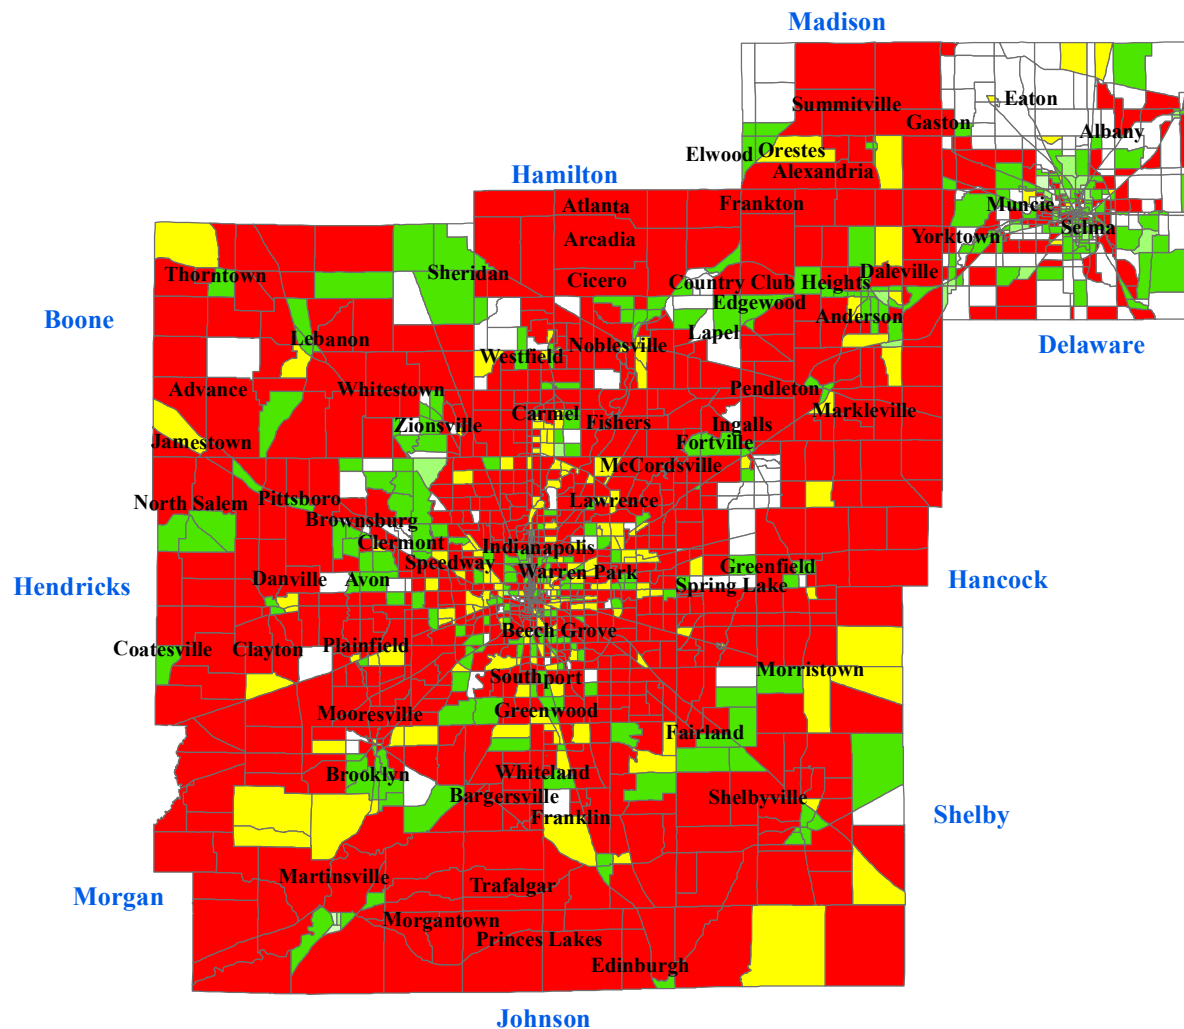 Madison
Eaton
Summitville
Gaston
Albany
Elwood
Orestes
Hamilton
Alexandria
Atlanta
Frankton
Muncie
Selma
Arcadia
Yorktown
Thorntown
Sheridan
Cicero
Country Club Heights
Daleville
Edgewood
Boone
Anderson
Lebanon
Noblesville
Lapel
Delaware
Westfield
Advance
Whitestown
Pendleton
Markleville
Carmel
Fishers
Ingalls
Zionsville
Jamestown
Fortville
McCordsville
North Salem
Pittsboro
Lawrence
Brownsburg
Clermont
Indianapolis
Speedway
Warren Park
Greenfield
Hendricks
Danville
Avon
Spring Lake
Hancock
Beech Grove
Coatesville
Clayton
Plainfield
Southport
Morristown
Mooresville
Greenwood
Fairland
Brooklyn
Whiteland
Bargersville
Shelbyville
Franklin
Shelby
Martinsville
Trafalgar
Morgan
Morgantown
Princes Lakes
Edinburgh
Johnson